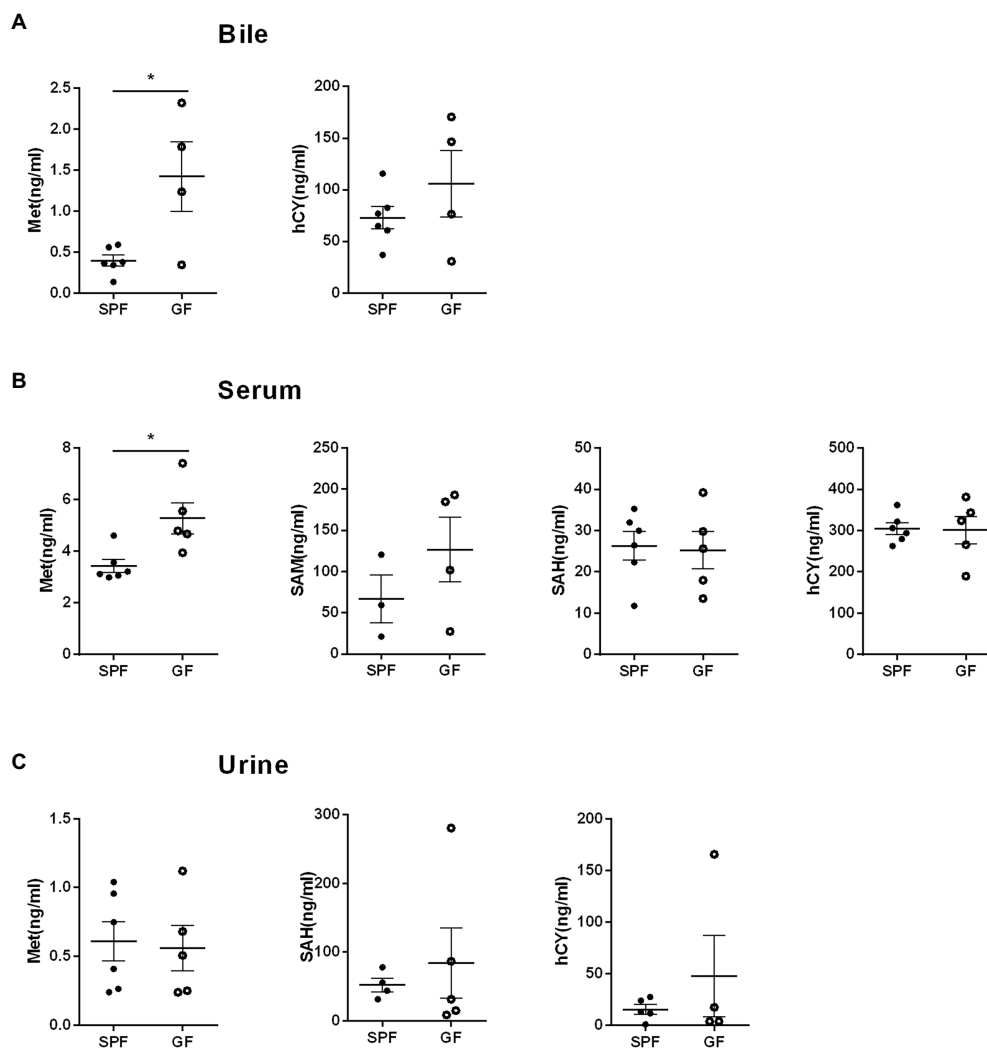 A
Bile
*
Met(ng/ml)
2.5
2.0
1.5
1.0
0.5
0.0
SPF GF
hCY(ng/ml)
200
150
100
50
0
SPF GF
B
Serum
*
Met(ng/ml)
8
6
4
2
0
SPF GF
SAM(ng/ml)
250
200
150
100
50
0
SPF GF
SAH(ng/ml)
50
40
30
20
10
0
SPF GF
hCY(ng/ml)
500
400
300
200
100
0
SPF GF
C
Urine
Met(ng/ml)
1.5
1.0
0.5
0.0
SPF GF
SAH(ng/ml)
300
200
100
0
SPF GF
hCY(ng/ml)
200
150
100
50
0
SPF GF